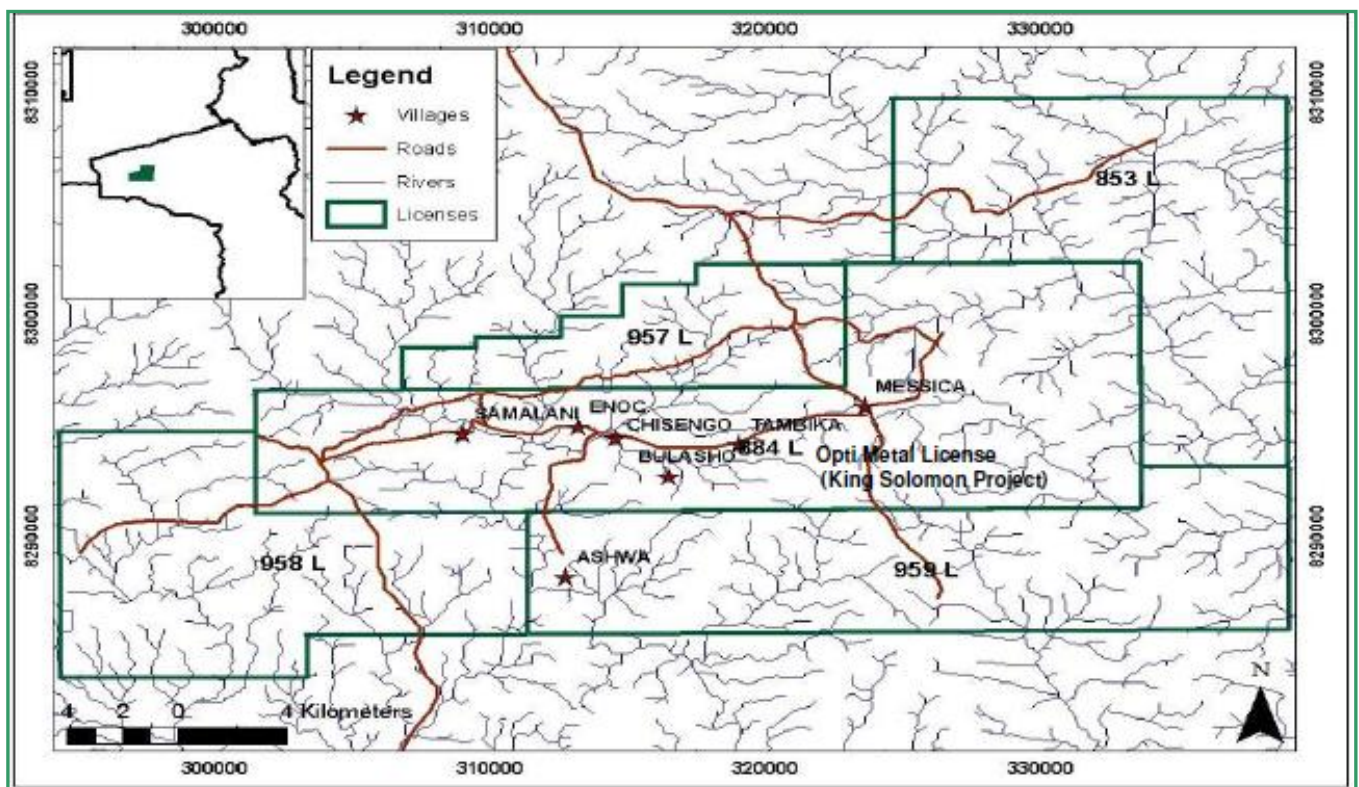 300000 310000 320000 330000
8310000
8310000
Legend
Villages
Roads
Rivers
Licenses
853 L
8300000
8300000
957 L
MESSICA
SAMALANI
ENOC
CHISENGO
TAMBIKA
BULASHO
884 L
Opti Metal License
(King Solomon Project)
8290000
8290000
958 L
ASHWA
959 L
N
4 2 0 4 Kilometers
300000 310000 320000 330000